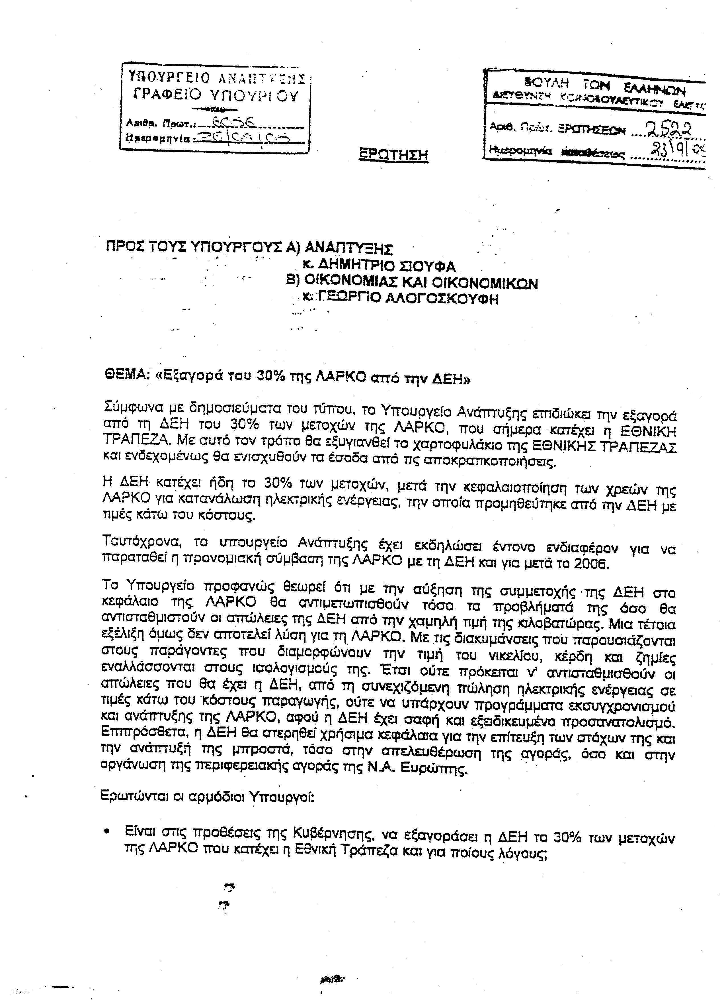 ΥΠΟΥΡΓΕΙΟ ΑΝΑΠΤΥΞΗΣ
ΓΡΑΦΕΙΟ ΥΠΟΥΡΓΟΥ
Αριθ. Πρωτ.:
Ημερομηνία: 26/09/05
ΒΟΥΛΗ ΤΩΝ ΕΛΛΗΝΩΝ
ΔΙΕΥΘΥΝΣΗ ΚΟΙΝΟΒΟΥΛΕΥΤΙΚΟΥ
Αριθ. Πρωτ. ΕΡΩΤΗΣΕΩΝ 2522
Ημερομηνία καταθέσεως 23/9/05
ΕΡΩΤΗΣΗ
ΠΡΟΣ ΤΟΥΣ ΥΠΟΥΡΓΟΥΣ Α) ΑΝΑΠΤΥΞΗΣ
κ. ΔΗΜΗΤΡΙΟ ΣΙΟΥΦΑ
Β) ΟΙΚΟΝΟΜΙΑΣ ΚΑΙ ΟΙΚΟΝΟΜΙΚΩΝ
κ. ΓΕΩΡΓΙΟ ΑΛΟΓΟΣΚΟΥΦΗ
ΘΕΜΑ: «Εξαγορά του 30% της ΛΑΡΚΟ από την ΔΕΗ»
Σύμφωνα με δημοσιεύματα του τύπου, το Υπουργείο Ανάπτυξης επιδιώκει την εξαγορά
από τη ΔΕΗ του 30% των μετοχών της ΛΑΡΚΟ, που σήμερα κατέχει η ΕΘΝΙΚΗ
ΤΡΑΠΕΖΑ. Με αυτό τον τρόπο θα εξυγιανθεί το χαρτοφυλάκιο της ΕΘΝΙΚΗΣ ΤΡΑΠΕΖΑΣ
και ενδεχομένως θα ενισχυθούν τα έσοδα από τις αποκρατικοποιήσεις.
Η ΔΕΗ κατέχει ήδη το 30% των μετοχών, μετά την κεφαλαιοποίηση των χρεών της
ΛΑΡΚΟ για κατανάλωση ηλεκτρικής ενέργειας, την οποία προμηθεύτηκε από την ΔΕΗ με
τιμές κάτω του κόστους.
Ταυτόχρονα, το υπουργείο Ανάπτυξης έχει εκδηλώσει έντονο ενδιαφέρον για να
παραταθεί η προνομιακή σύμβαση της ΛΑΡΚΟ με τη ΔΕΗ και για μετά το 2006.
Το Υπουργείο προφανώς θεωρεί ότι με την αύξηση της συμμετοχής της ΔΕΗ στο
κεφάλαιο της ΛΑΡΚΟ θα αντιμετωπισθούν τόσο τα προβλήματά της όσο θα
αντισταθμιστούν οι απώλειες της ΔΕΗ από την χαμηλή τιμή της κιλοβατώρας. Μια τέτοια
εξέλιξη όμως δεν αποτελεί λύση για τη ΛΑΡΚΟ. Με τις διακυμάνσεις που παρουσιάζονται
στους παράγοντες που διαμορφώνουν την τιμή του νικελίου, κέρδη και ζημίες
εναλλάσσονται στους ισολογισμούς της. Έτσι ούτε πρόκειται ν' αντισταθμισθούν οι
απώλειες που θα έχει η ΔΕΗ, από τη συνεχιζόμενη πώληση ηλεκτρικής ενέργειας σε
τιμές κάτω του κόστους παραγωγής, ούτε να υπάρχουν προγράμματα εκσυγχρονισμού
και ανάπτυξης της ΛΑΡΚΟ, αφού η ΔΕΗ έχει σαφή και εξειδικευμένο προσανατολισμό.
Επιπρόσθετα, η ΔΕΗ θα στερηθεί χρήσιμα κεφάλαια για την επίτευξη των στόχων της και
την ανάπτυξή της μπροστά, τόσο στην απελευθέρωση της αγοράς, όσο και στην
οργάνωση της περιφερειακής αγοράς της Ν.Α. Ευρώπης.
Ερωτώνται οι αρμόδιοι Υπουργοί:
• Είναι στις προθέσεις της Κυβέρνησης, να εξαγοράσει η ΔΕΗ το 30% των μετοχών
της ΛΑΡΚΟ που κατέχει η Εθνική Τράπεζα και για ποίους λόγους;